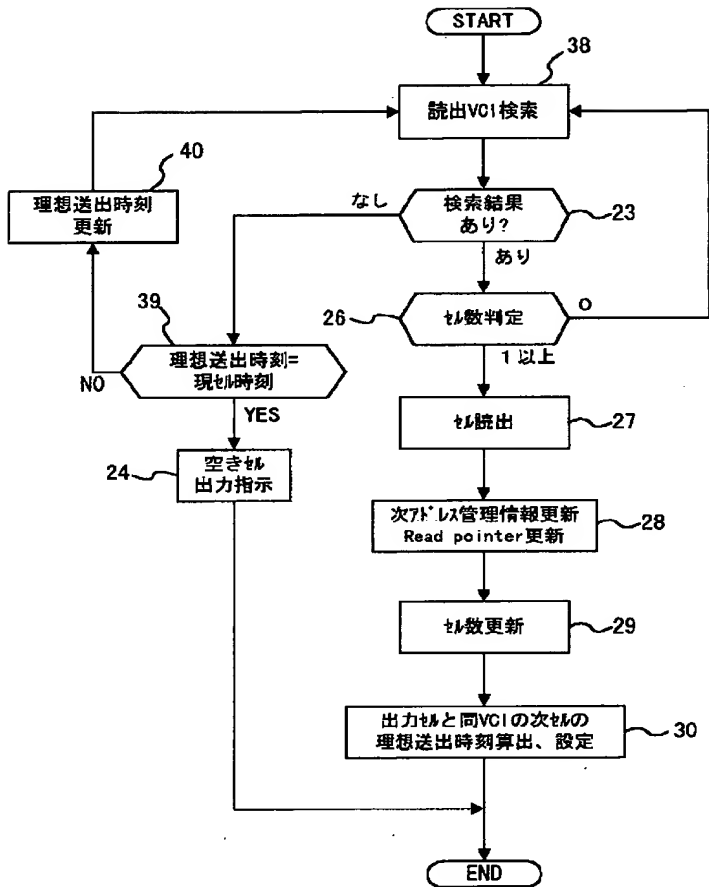 START
38
読出VCI検索
40
理想送出時刻
更新
なし
検索結果
あり?
23
あり
39
26
セル数判定
0
理想送出時刻=
現セル時刻
NO
1以上
YES
セル読出
27
24
空きセル
出力指示
次アドレス管理情報更新
Read pointer更新
28
セル数更新
29
出力セルと同VCIの次セルの
理想送出時刻算出、設定
30
END